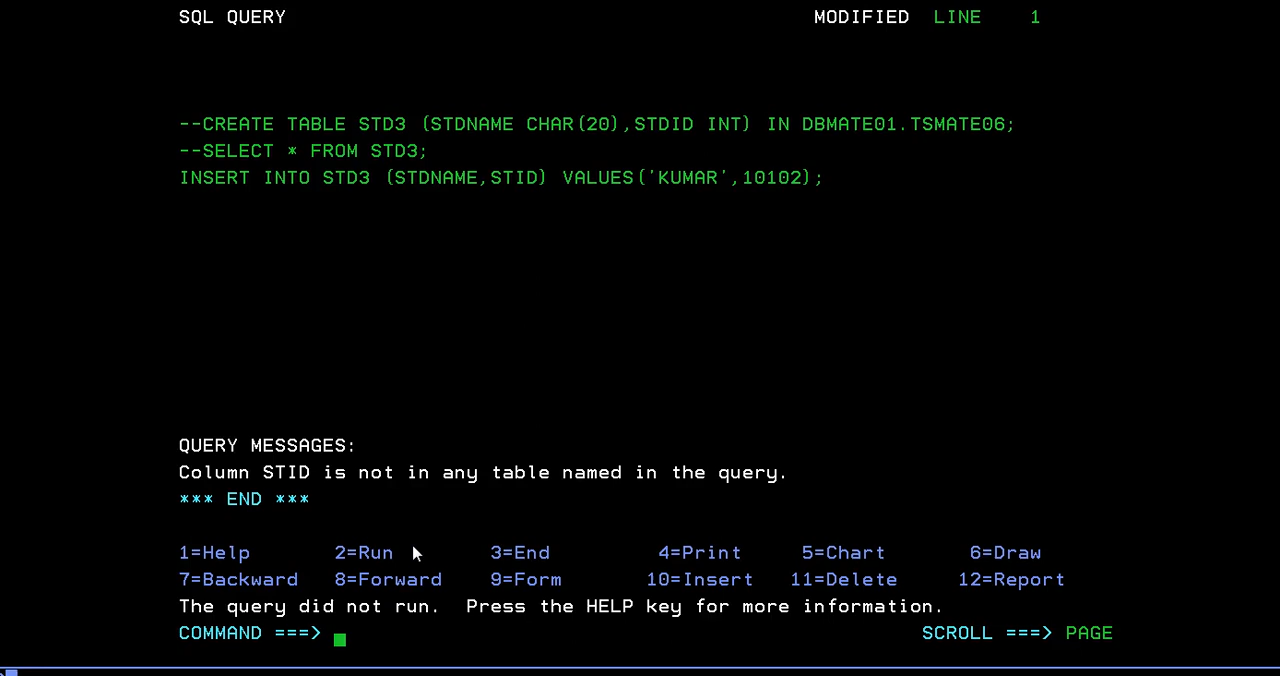 SQL QUERY MODIFIED LINE 1
--CREATE TABLE STD3 (STDNAME CHAR(20),STDID INT) IN DBMATE01.TSMATE06;
--SELECT * FROM STD3;
INSERT INTO STD3 (STDNAME,STID) VALUES('KUMAR',10102);
QUERY MESSAGES:
Column STID is not in any table named in the query.
*** END ***
1=Help 2=Run 3=End 4=Print 5=Chart 6=Draw
7=Backward 8=Forward 9=Form 10=Insert 11=Delete 12=Report
The query did not run. Press the HELP key for more information.
COMMAND ===> SCROLL ===> PAGE